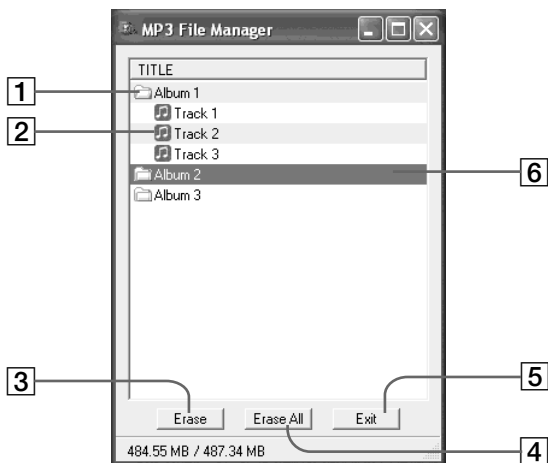 MP3 File Manager
TITLE
1
Album 1
Track 1
2
Track 2
Track 3
Album 2
6
Album 3
3
5
Erase
Erase All
Exit
484.55 MB / 487.34 MB
4